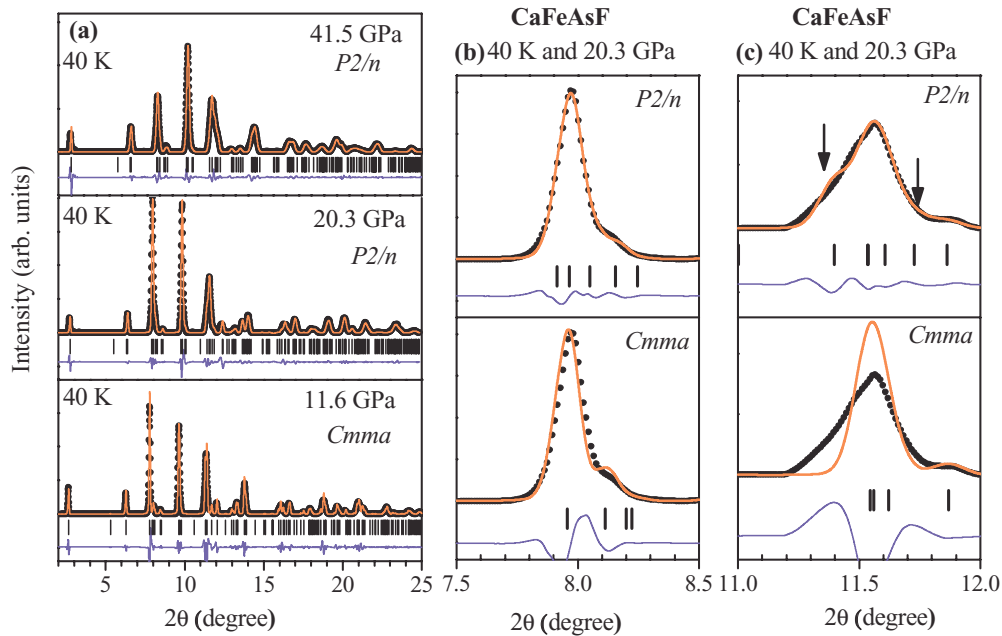 (a)
41.5 GPa
40 K
P2/n
40 K
20.3 GPa
P2/n
40 K
11.6 GPa
Cmma
Intensity (arb. units)
5 10 15 20 25
2θ (degree)
CaFeAsF
(b) 40 K and 20.3 GPa
P2/n
Cmma
7.5 8.0 8.5
2θ (degree)
CaFeAsF
(c) 40 K and 20.3 GPa
P2/n
Cmma
11.0 11.5 12.0
2θ (degree)